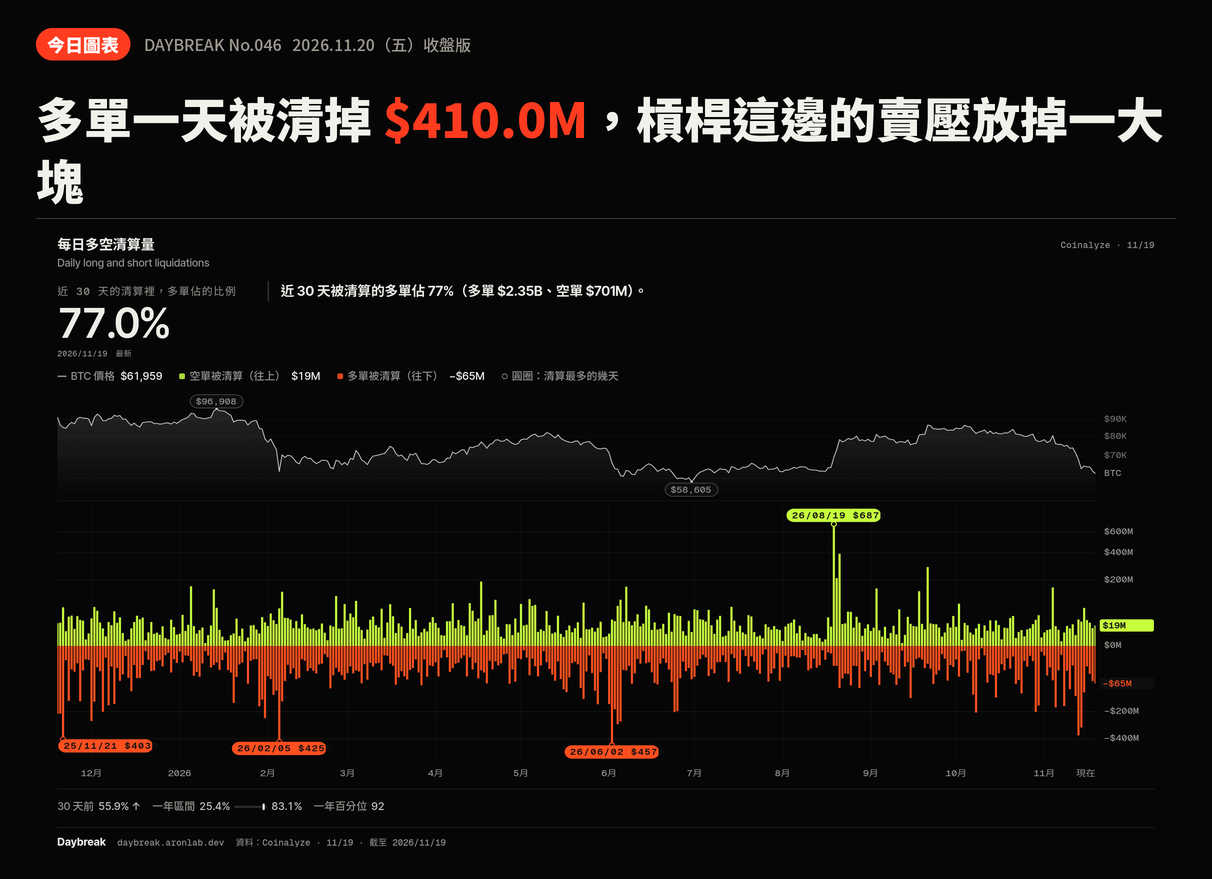 今日圖表 DAYBREAK No.046 2026.11.20（五）收盤版
多單一天被清掉 $410.0M，槓桿這邊的賣壓放掉一大
塊
每日多空清算量
Coinalyze · 11/19
Daily long and short liquidations
近 30 天的清算裡，多單佔的比例
近 30 天被清算的多單佔 77%（多單 $2.35B、空單 $701M）。
77.0%
2026/11/19 最新
BTC 價格 $61,959 空單被清算（往上） $19M 多單被清算（往下） −$65M 圓圈：清算最多的幾天
$96,908
$90K
$80K
$70K
BTC
$58,605
26/08/19 $687
$600M
$400M
$200M
$19M
$0M
−$65M
−$200M
−$400M
25/11/21 $403
26/02/05 $425
26/06/02 $457
12月 2026 2月 3月 4月 5月 6月 7月 8月 9月 10月 11月 現在
30 天前 55.9% ↑ 一年區間 25.4% 83.1% 一年百分位 92
Daybreak daybreak.aronlab.dev 資料：Coinalyze · 11/19 · 截至 2026/11/19